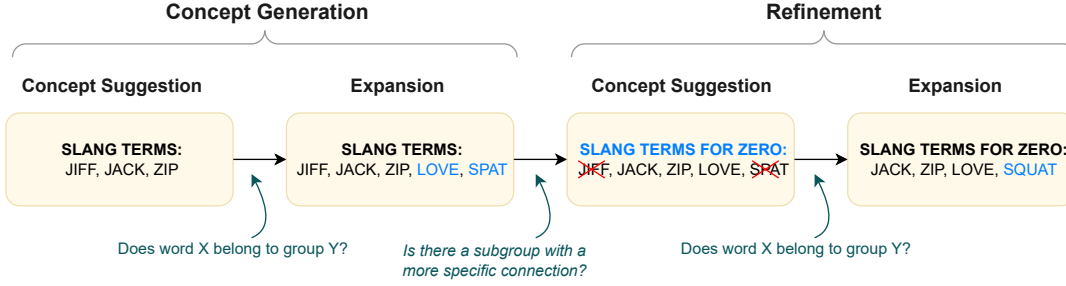 Concept Generation
Refinement
Concept Suggestion
Expansion
Concept Suggestion
Expansion
SLANG TERMS:
JIFF, JACK, ZIP
SLANG TERMS:
JIFF, JACK, ZIP, LOVE, SPAT
SLANG TERMS FOR ZERO:
JIFF, JACK, ZIP, LOVE, SPAT
SLANG TERMS FOR ZERO:
JACK, ZIP, LOVE, SQUAT
Does word X belong to group Y?
Is there a subgroup with a
more specific connection?
Does word X belong to group Y?